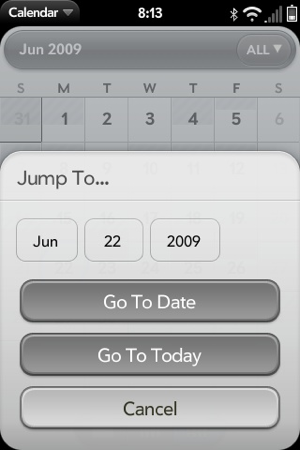 Calendar 8:13
Jun 2009 ALL
S M T W T F S
31 1 2 3 4 5 6
Jump To...
Jun 22 2009
Go To Date
Go To Today
Cancel